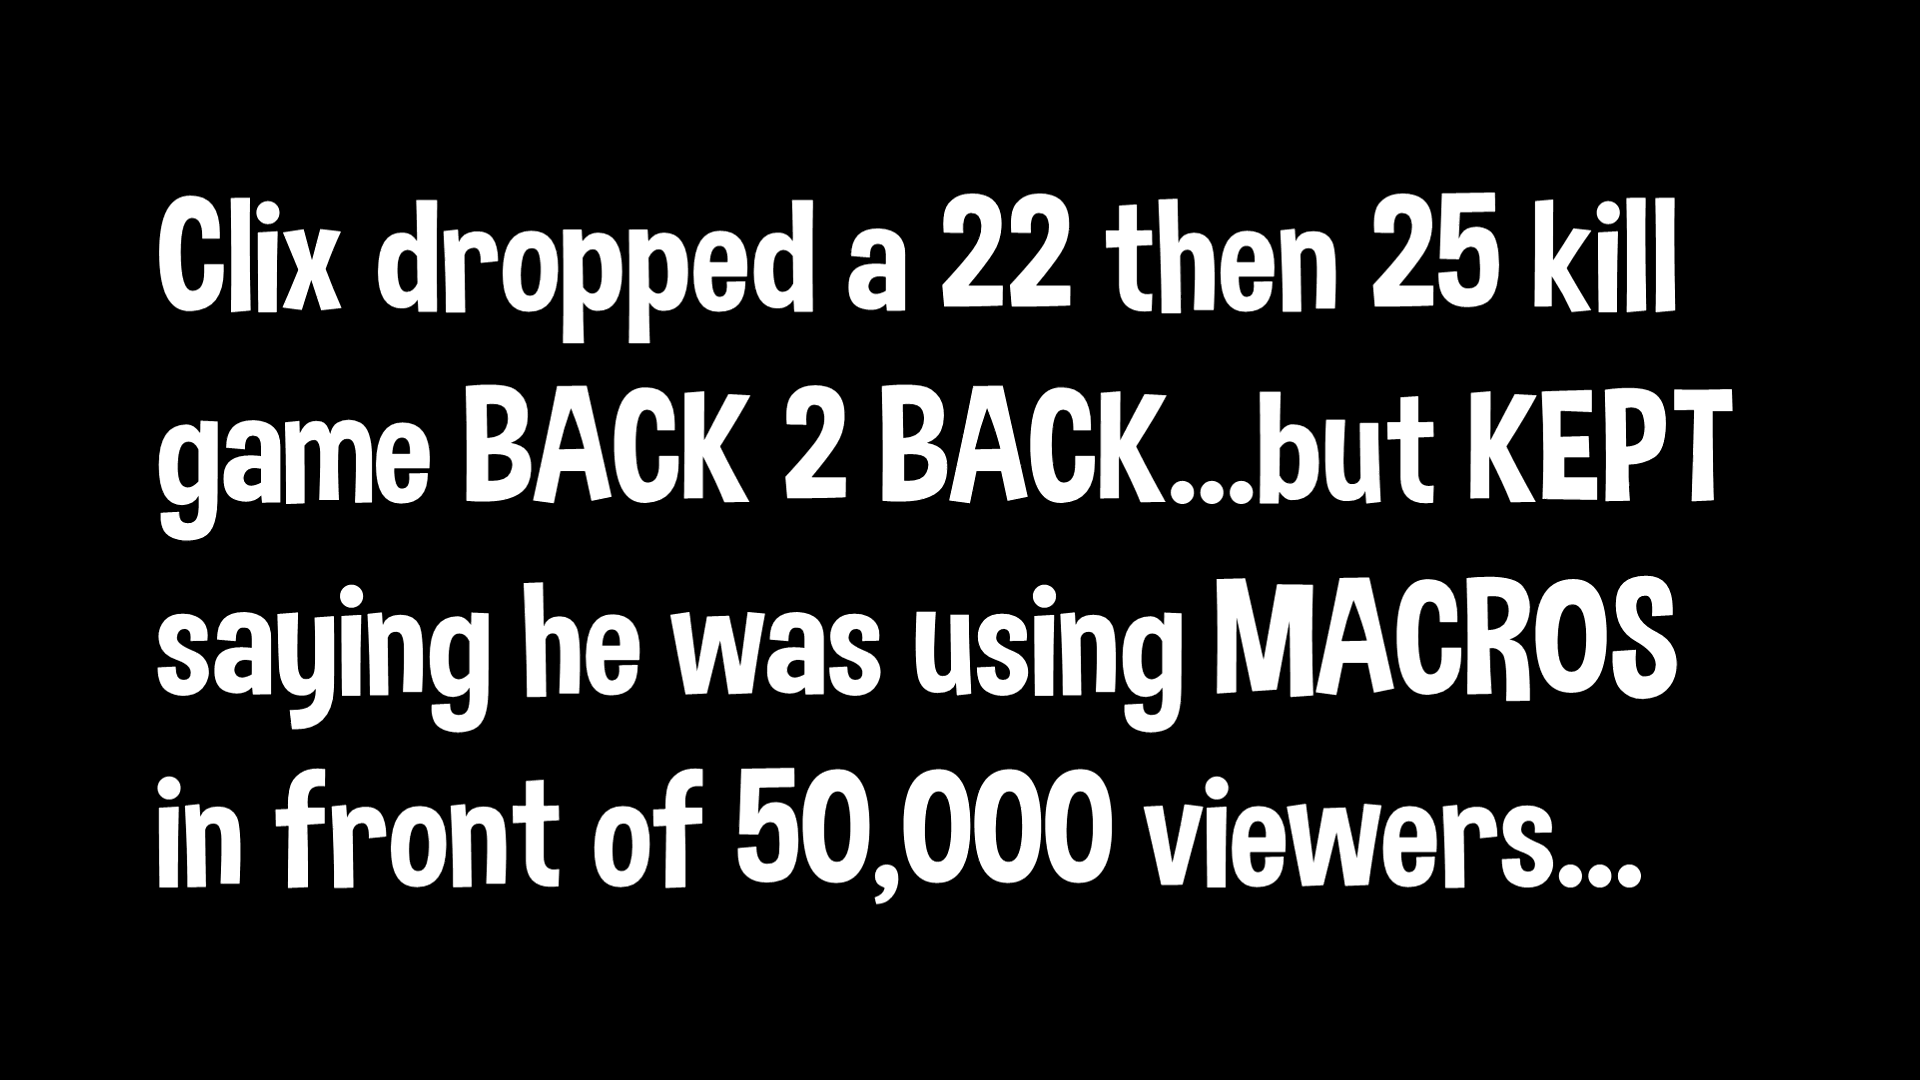 Clix dropped a 22 then 25 kill
game BACK 2 BACK...but KEPT
saying he was using MACROS
in front of 50,000 viewers...